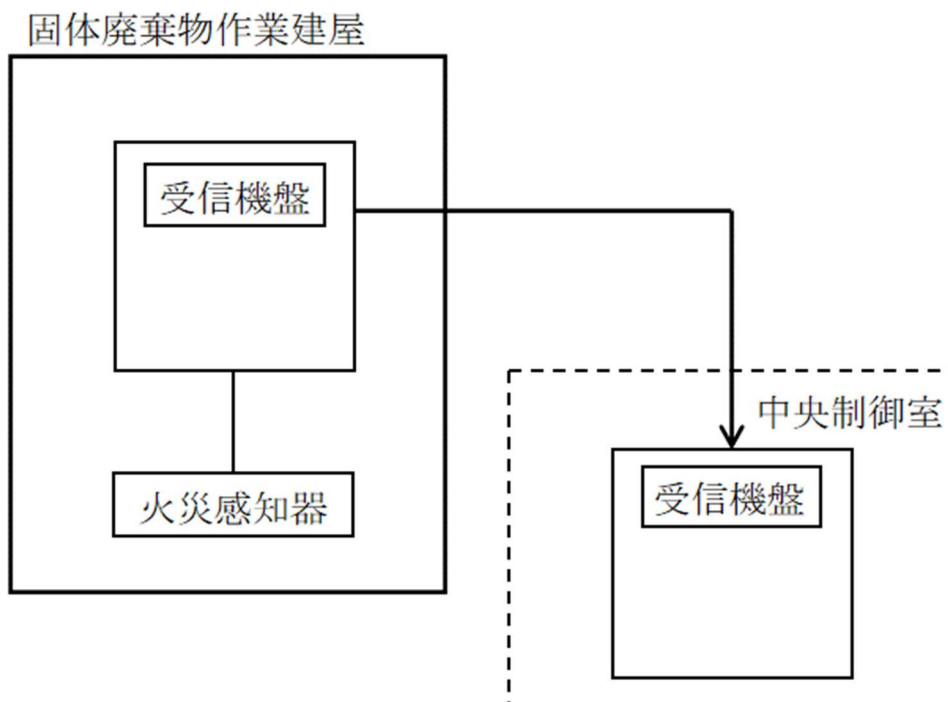 固体廃棄物作業建屋
受信機盤
火災感知器
中央制御室
受信機盤